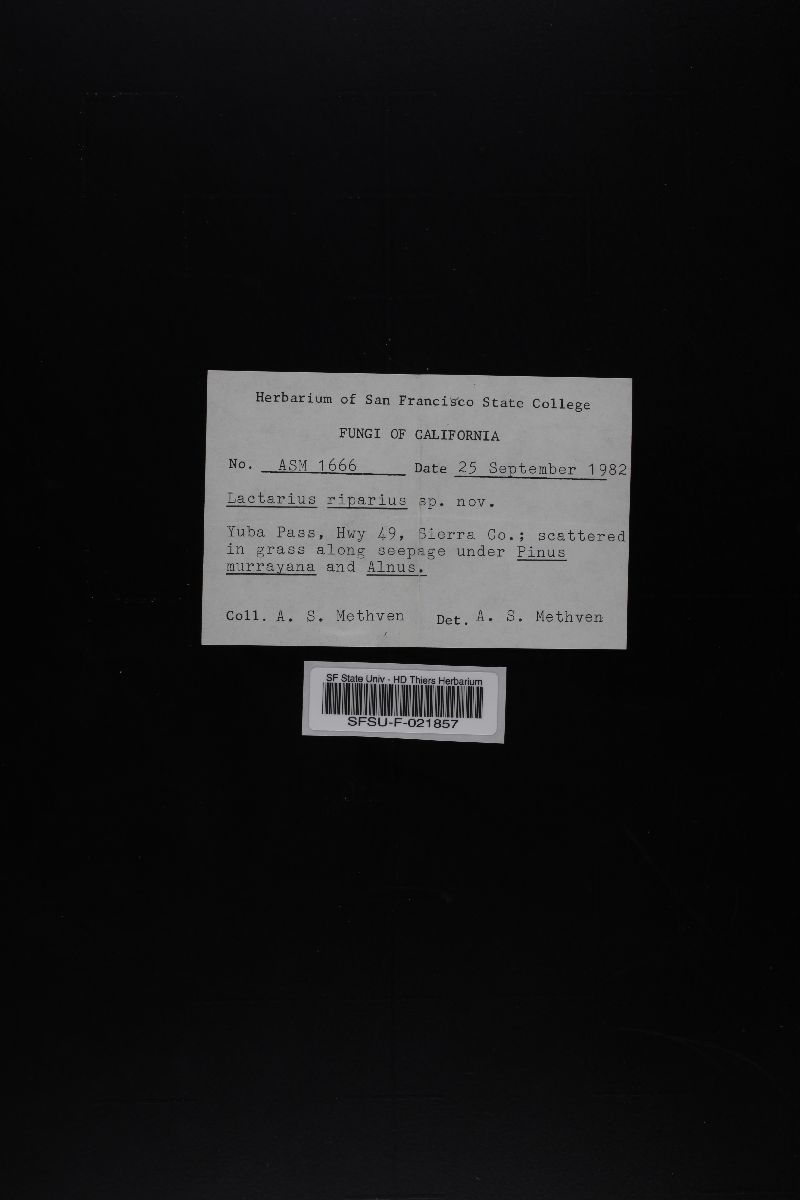 Herbarium of San Francisco State College
FUNGI OF CALIFORNIA
No. ASM 1666 Date 25 September 1982
Lactarius riparius sp. nov.
Yuba Pass, Hwy 49, Sierra Co.; scattered
in grass along seepage under Pinus
murrayana and Alnus.
Coll. A. S. Methven Det. A. S. Methven
SF State Univ - HD Thiers Herbarium
SFSU-F-021857